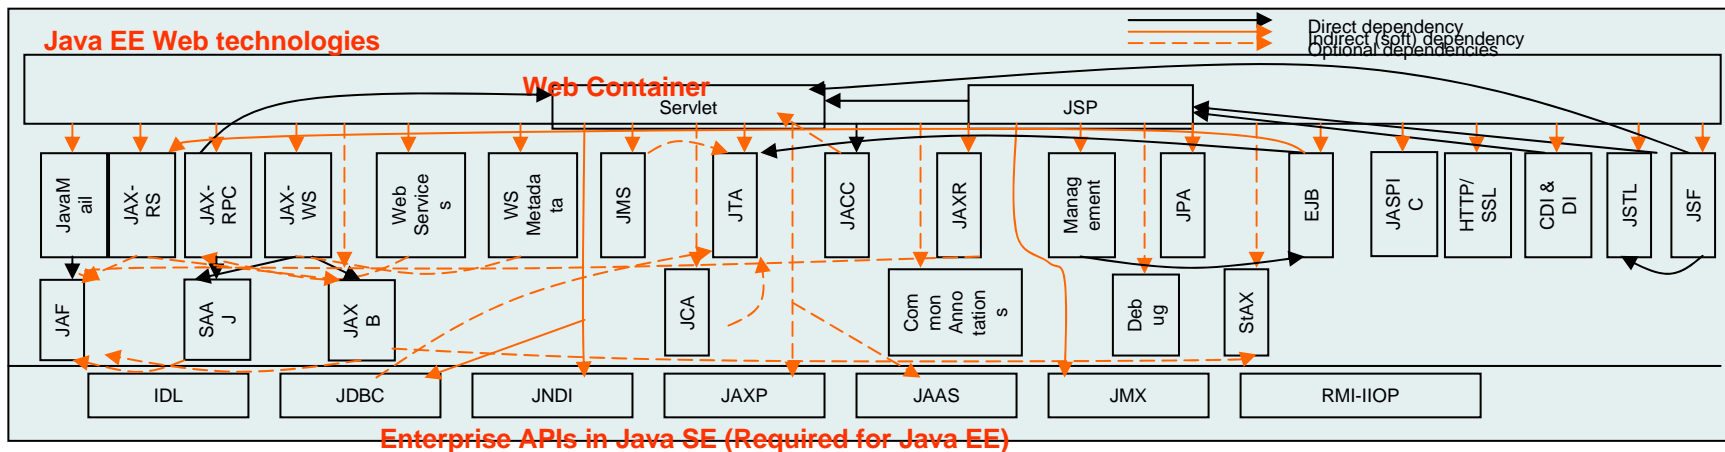 Direct dependency
Java EE Web technologies
Indirect (soft) dependency
Optional dependencies
Web Container
Servlet
JSP
JavaM
ail
JAX-
RS
JAX-
RPC
JAX-
WS
Web
Service
s
WS
Metada
ta
JMS
JTA
JACC
JAXR
Manag
ement
JPA
EJB
JASPI
C
HTTP/
SSL
CDI &
DI
JSTL
JSF
JAF
SAA
J
JAX
B
JCA
Com
mon
Anno
tation
s
Deb
ug
StAX
IDL
JDBC
JNDI
JAXP
JAAS
JMX
RMI-IIOP
Enterprise APIs in Java SE (Required for Java EE)